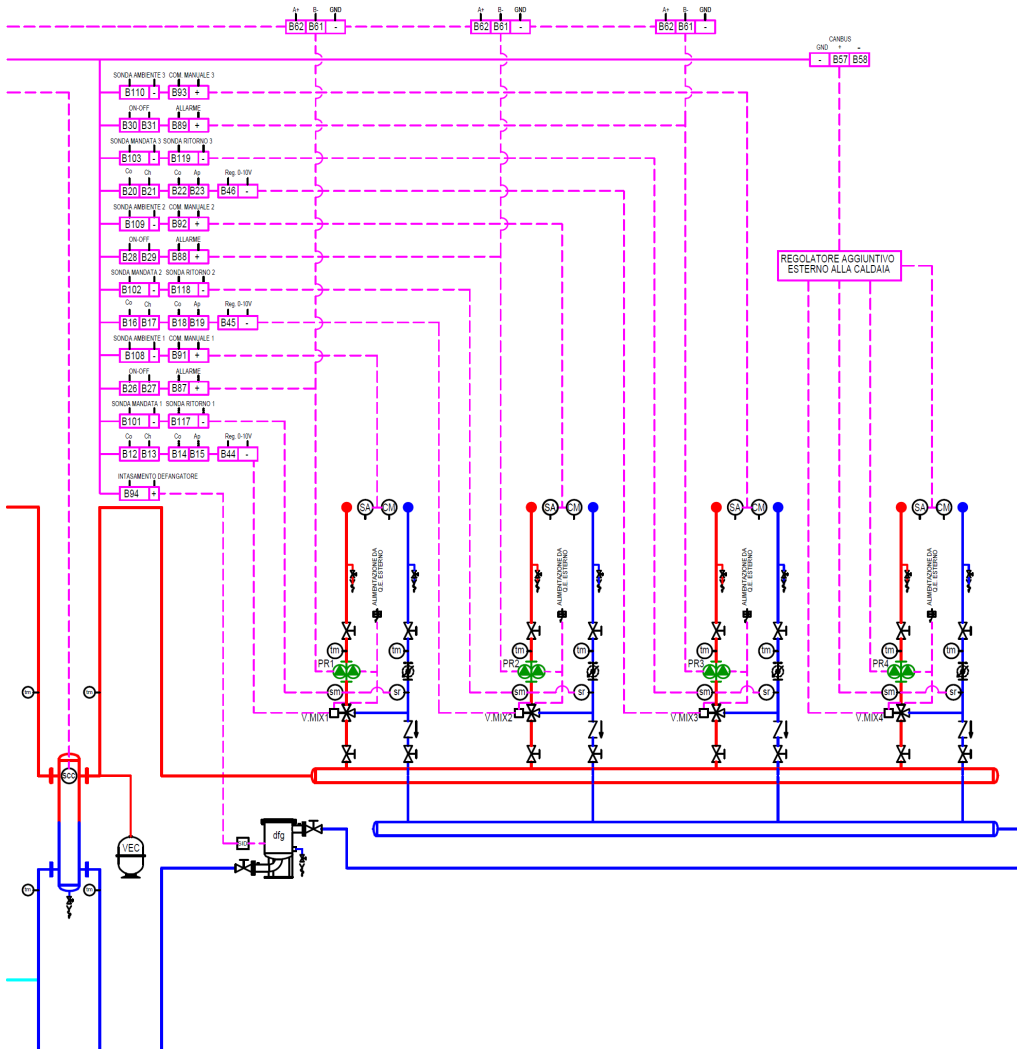 A+ B- GND A+ B- GND A+ B- GND
B62 B61 - B62 B61 - B62 B61 -
CANBUS
GND + -
- B57 B58
SONDA AMBIENTE 3 COM. MANUALE 3
B110 - B93 +
ON-OFF ALLARME
B30 B31 B89 +
SONDA MANDATA 3 SONDA RITORNO 3
B103 - B119 -
Co Ch Co Ap Reg. 0-10V
B20 B21 B22 B23 B46 -
SONDA AMBIENTE 2 COM. MANUALE 2
B109 - B92 +
ON-OFF ALLARME
B28 B29 B88 +
REGOLATORE AGGIUNTIVO
ESTERNO ALLA CALDAIA
SONDA MANDATA 2 SONDA RITORNO 2
B102 - B118 -
Co Ch Co Ap Reg. 0-10V
B16 B17 B18 B19 B45 -
SONDA AMBIENTE 1 COM. MANUALE 1
B108 - B91 +
ON-OFF ALLARME
B26 B27 B87 +
SONDA MANDATA 1 SONDA RITORNO 1
B101 - B117 -
Co Ch Co Ap Reg. 0-10V
B12 B13 B14 B15 B44 -
INTASAMENTO DEFANGATORE
B94 +
SA CM SA CM SA CM SA CM
ALIMENTAZIONE DA
Q.E. ESTERNO
ALIMENTAZIONE DA
Q.E. ESTERNO
ALIMENTAZIONE DA
Q.E. ESTERNO
ALIMENTAZIONE DA
Q.E. ESTERNO
tm tm tm tm tm tm tm tm
PR1 PR2 PR3 PR4
tm tm sm sr sm sr sm sr sm sr
V.MIX1 V.MIX2 V.MIX3 V.MIX4
scc
VEC
SID dfg
tm tm